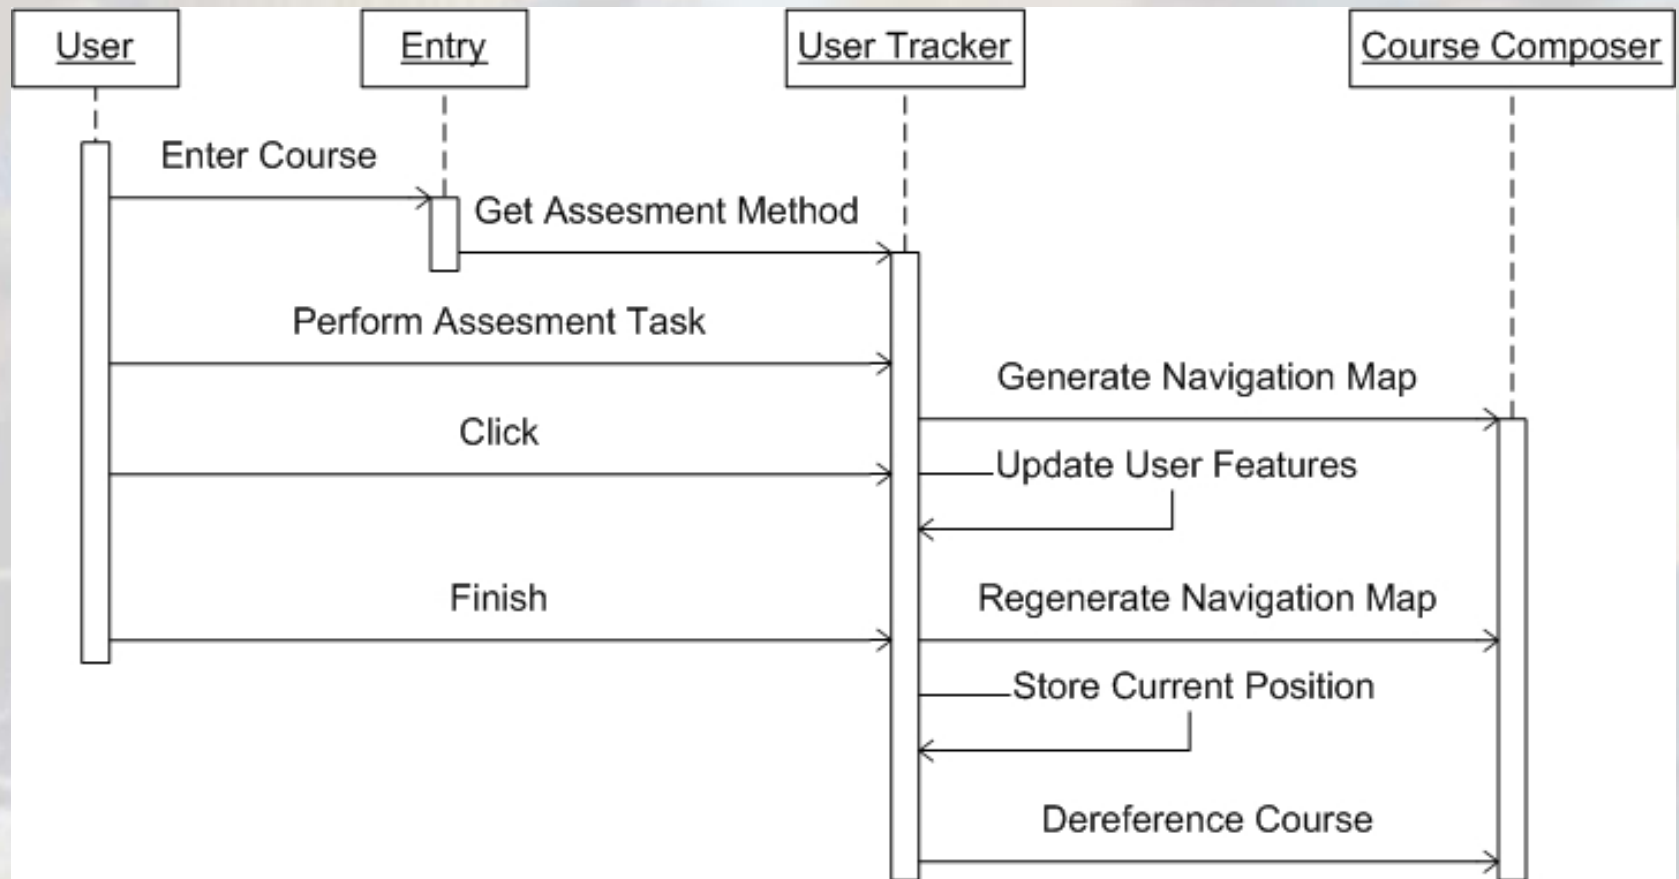 User
Entry
User Tracker
Course Composer
Enter Course
Get Assesment Method
Perform Assesment Task
Generate Navigation Map
Click
Update User Features
Finish
Regenerate Navigation Map
Store Current Position
Dereference Course